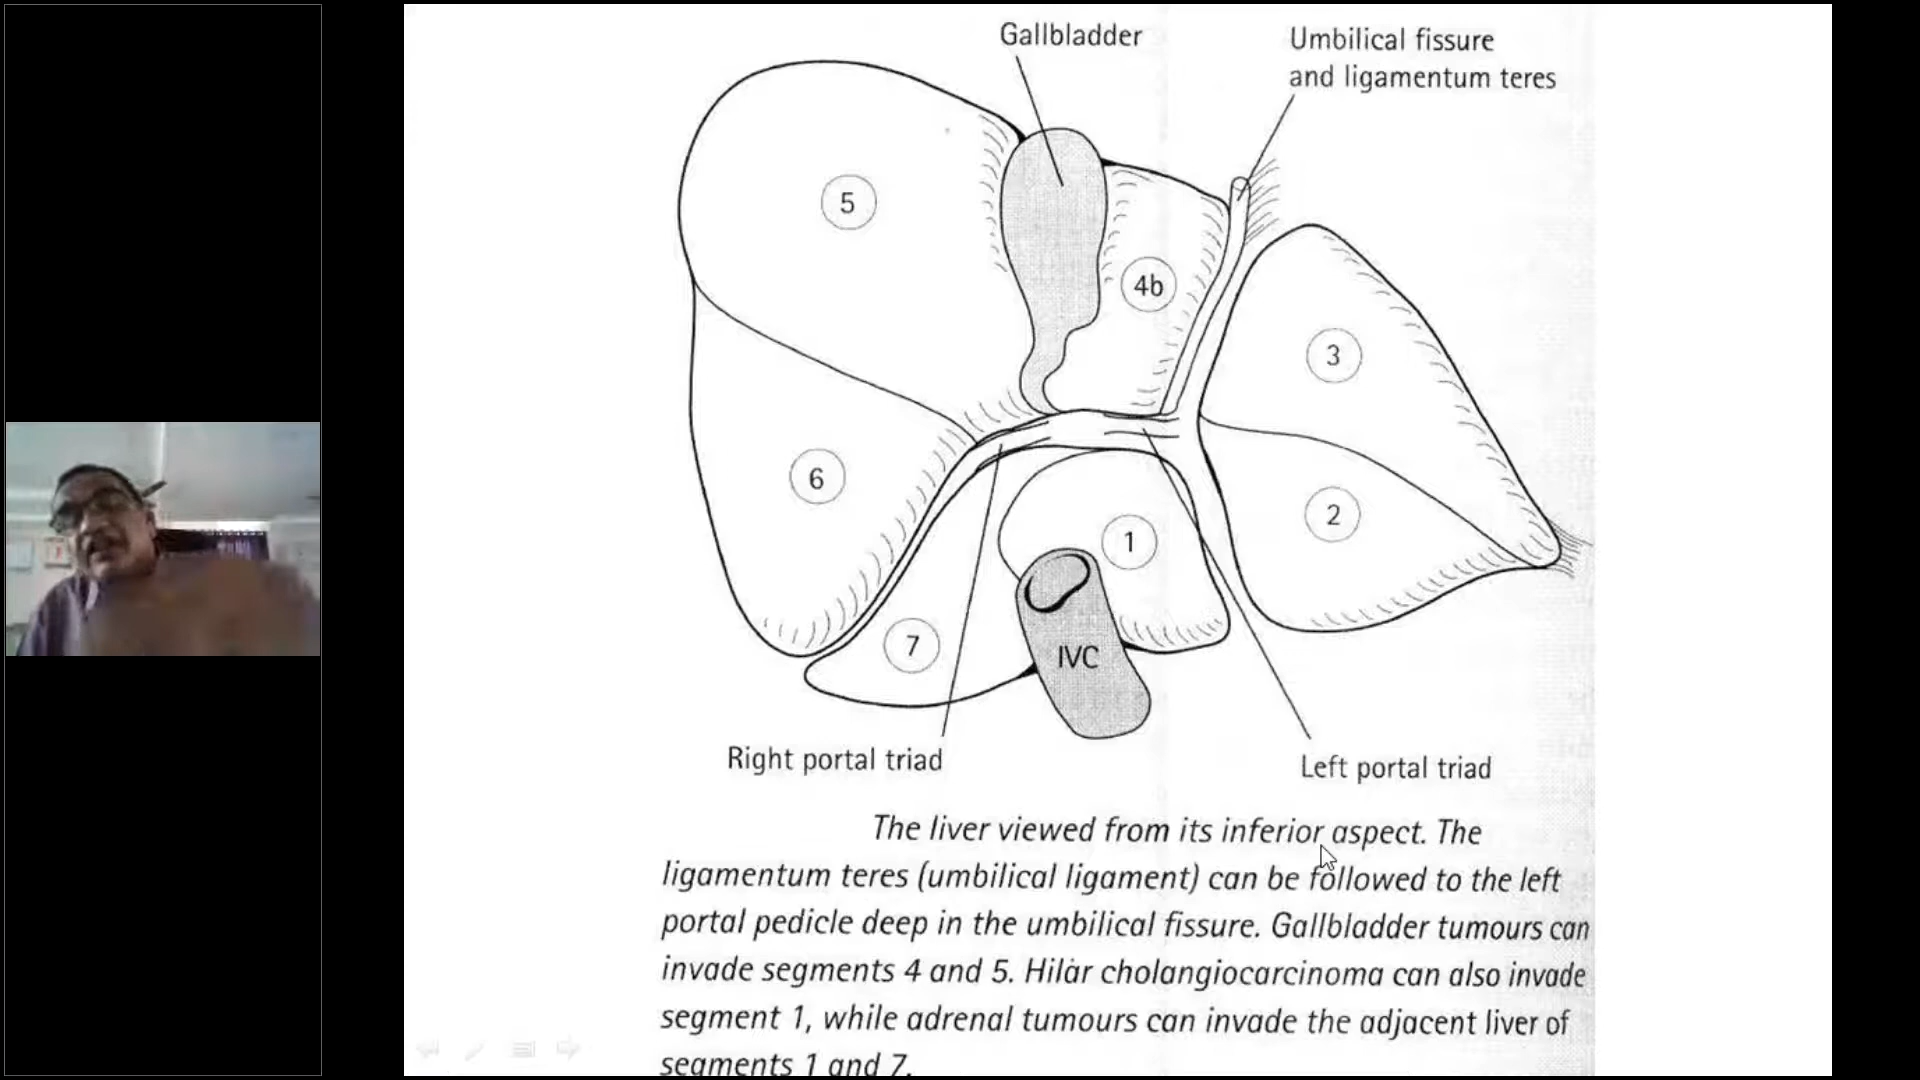 Gallbladder
Umbilical fissure
and ligamentum teres
5
4b
3
6
2
1
7
IVC
Right portal triad
Left portal triad
The liver viewed from its inferior aspect. The
ligamentum teres (umbilical ligament) can be followed to the left
portal pedicle deep in the umbilical fissure. Gallbladder tumours can
invade segments 4 and 5. Hilar cholangiocarcinoma can also invade
segment 1, while adrenal tumours can invade the adjacent liver of
segments 1 and 7.